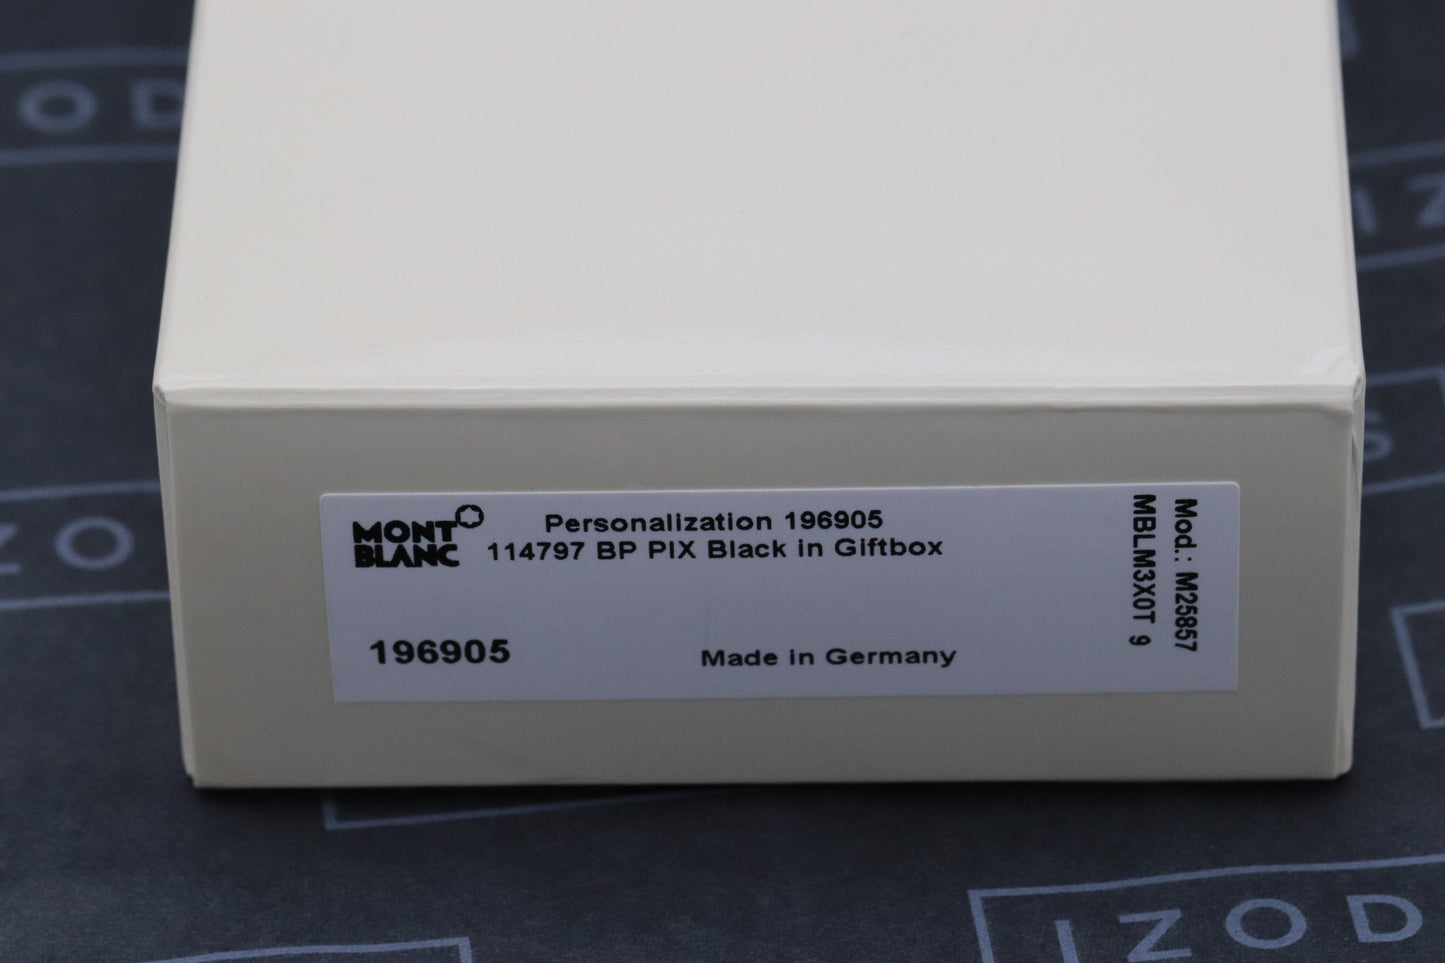 MONT
BLANC
Personalization 196905
114797 BP PIX Black in Giftbox
196905
Made in Germany
Mod.: M25857
MBLM3X0T 9
IZOD